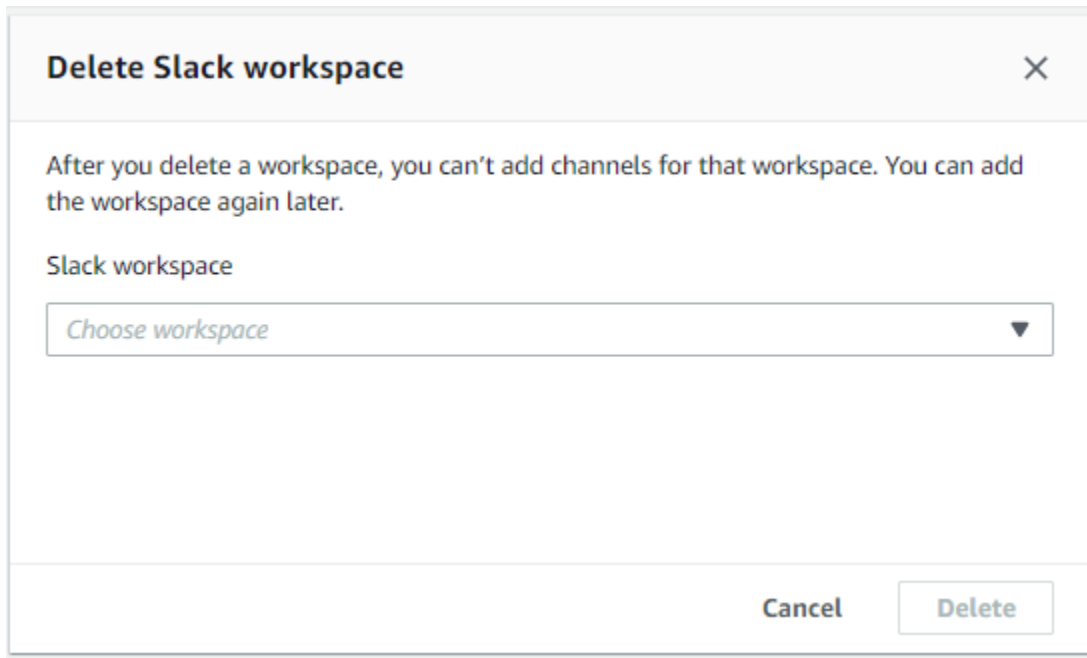 Delete Slack workspace
After you delete a workspace, you can’t add channels for that workspace. You can add
the workspace again later.
Slack workspace
Choose workspace
Cancel
Delete